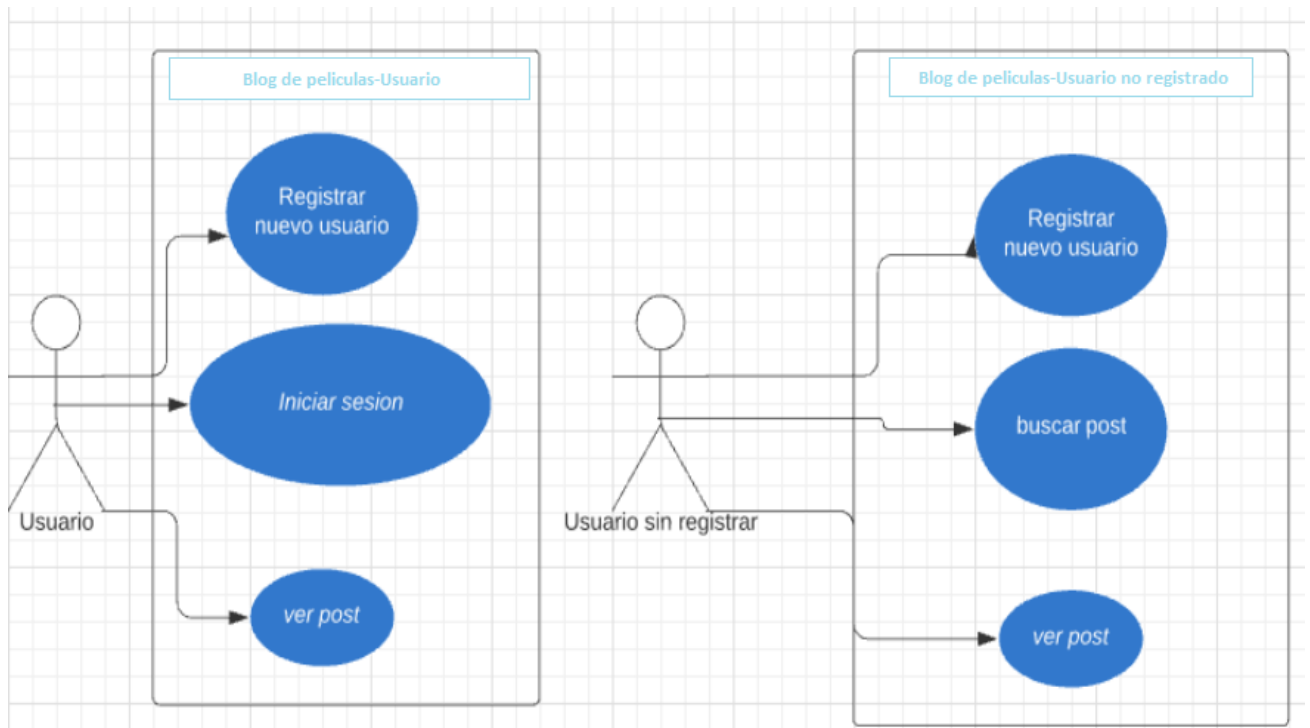 Blog de peliculas-Usuario
Registrar
nuevo usuario
Iniciar sesion
Usuario
ver post
Blog de peliculas-Usuario no registrado
Registrar
nuevo usuario
buscar post
Usuario sin registrar
ver post